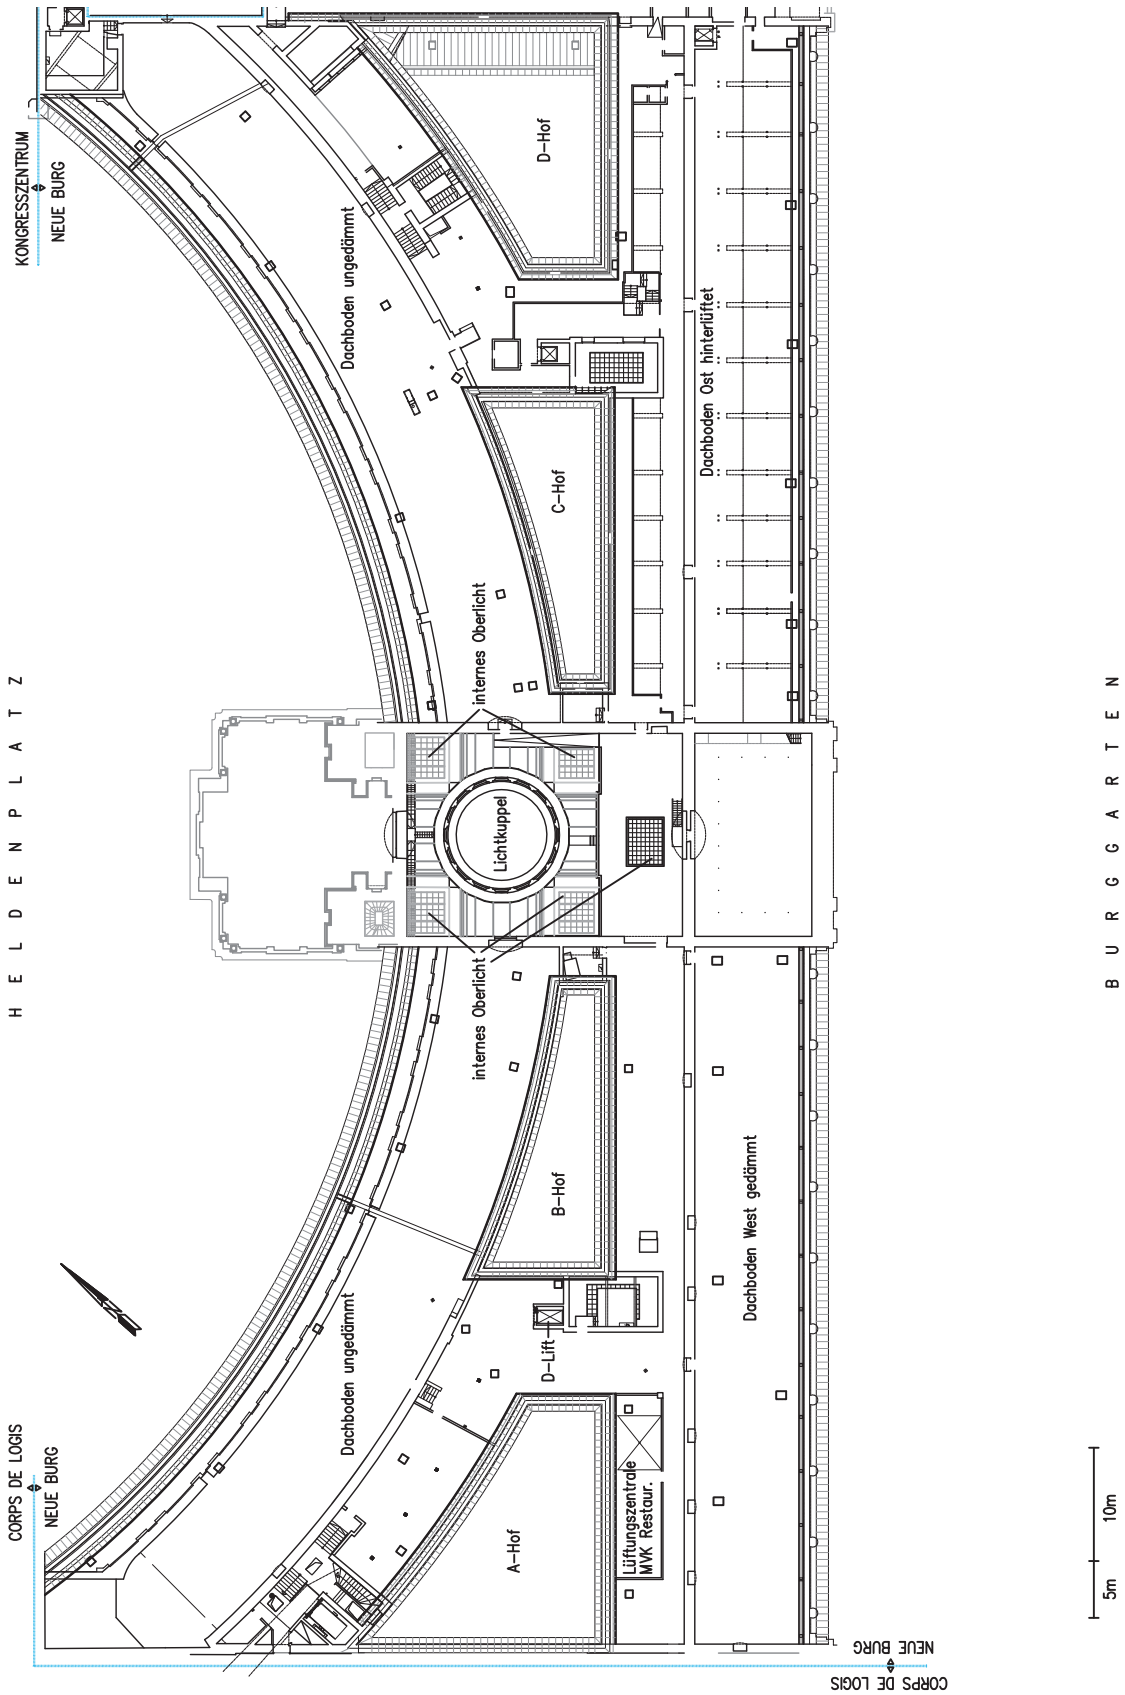 KONGRESSZENTRUM
NEUE BURG
D-Hof
Dachboden ungedämmt
Dachboden Ost hinterlüftet
C-Hof
internes Oberlicht
HELDENPLATZ
BURGGARTEN
Lichtkuppel
internes Oberlicht
B-Hof
Dachboden West gedämmt
Dachboden ungedämmt
D-Lift
CORPS DE LOGIS
NEUE BURG
A-Hof
Lüftungszentrale
MVK Restaur.
5m
10m
NEUE BURG
CORPS DE LOGIS